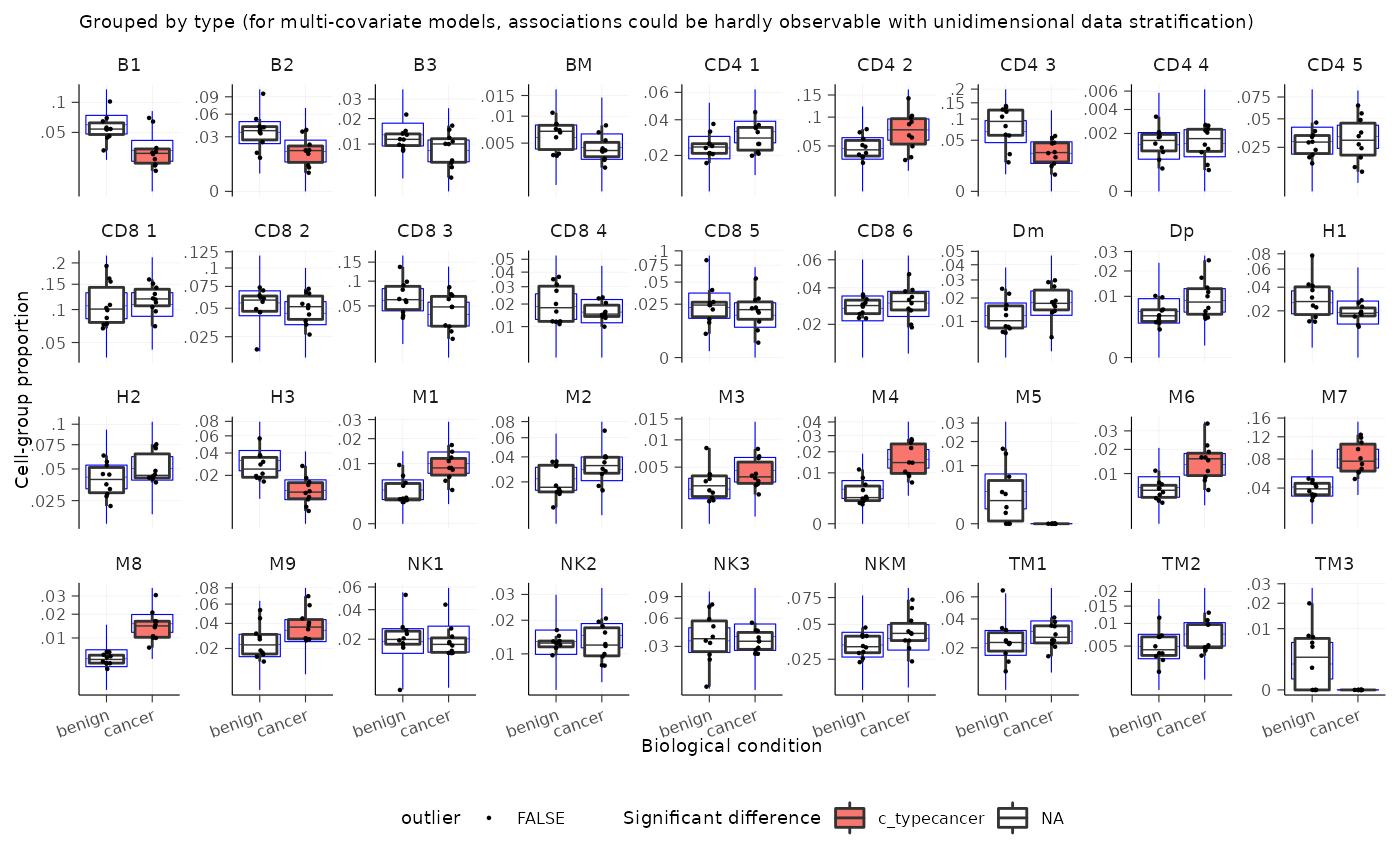 Grouped by type (for multi-covariate models, associations could be hardly observable with unidimensional data stratification)
B1 B2 B3 BM CD4 1 CD4 2 CD4 3 CD4 4 CD4 5
.1 .05
.09 .06 .03 0
.03 .02 .01
.015 .010 .005
.06 .04 .02
.15 .1 .05
.2 .15 .1 .05 0
.006 .004 .002 0
.075 .05 .025
CD8 1 CD8 2 CD8 3 CD8 4 CD8 5 CD8 6 Dm Dp H1
.2 .15 .1 .05
.125 .1 .075 .05 .025
.15 .1 .05
.05 .04 .03 .02 .01
.1 .075 .05 .025 0
.06 .04 .02
.05 .04 .03 .02 .01
.03 .02 .01 0
.08 .06 .04 .02
Cell-group proportion
H2 H3 M1 M2 M3 M4 M5 M6 M7
.1 .075 .05 .025
.08 .06 .04 .02
.03 .02 .01 0
.08 .06 .04 .02
.015 .010 .005
.04 .03 .02 .01 0
.03 .02 .01 0
.03 .02 .01
.16 .12 .08 .04
M8 M9 NK1 NK2 NK3 NKM TM1 TM2 TM3
.03 .02 .01
.08 .06 .04 .02
.06 .04 .02
.03 .02 .01
.09 .06 .03
.075 .05 .025
.06 .04 .02
.02 .015 .010 .005
.03 .02 .01 0
benign cancer benign cancer benign cancer benign cancer benign cancer benign cancer benign cancer benign cancer benign cancer
Biological condition
outlier FALSE Significant difference c_typecancer NA